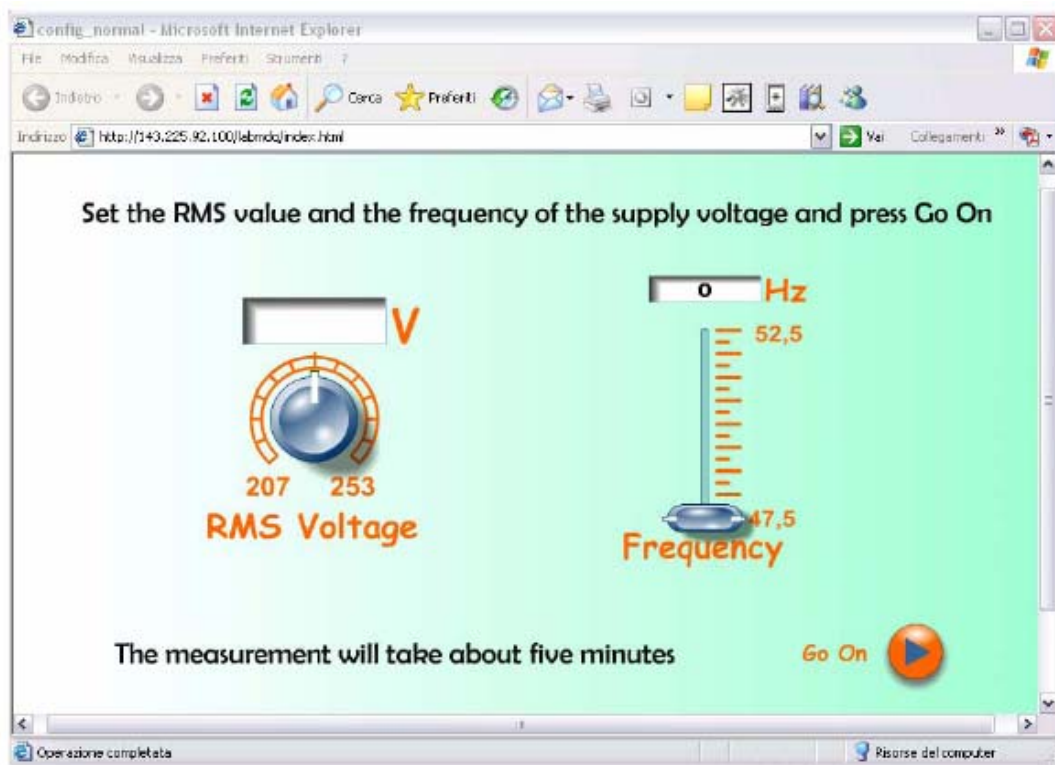 config_normal - Microsoft Internet Explorer
File Modifica Visualizza Preferiti Strumenti ?
Indietro Cerca Preferiti
Indirizzo http://143.225.92.100/labmdq/index.html Vai Collegamenti »
Set the RMS value and the frequency of the supply voltage and press Go On
0 Hz
V
52,5
207 253
47,5
RMS Voltage
Frequency
The measurement will take about five minutes
Go On
Operazione completata Risorse del computer